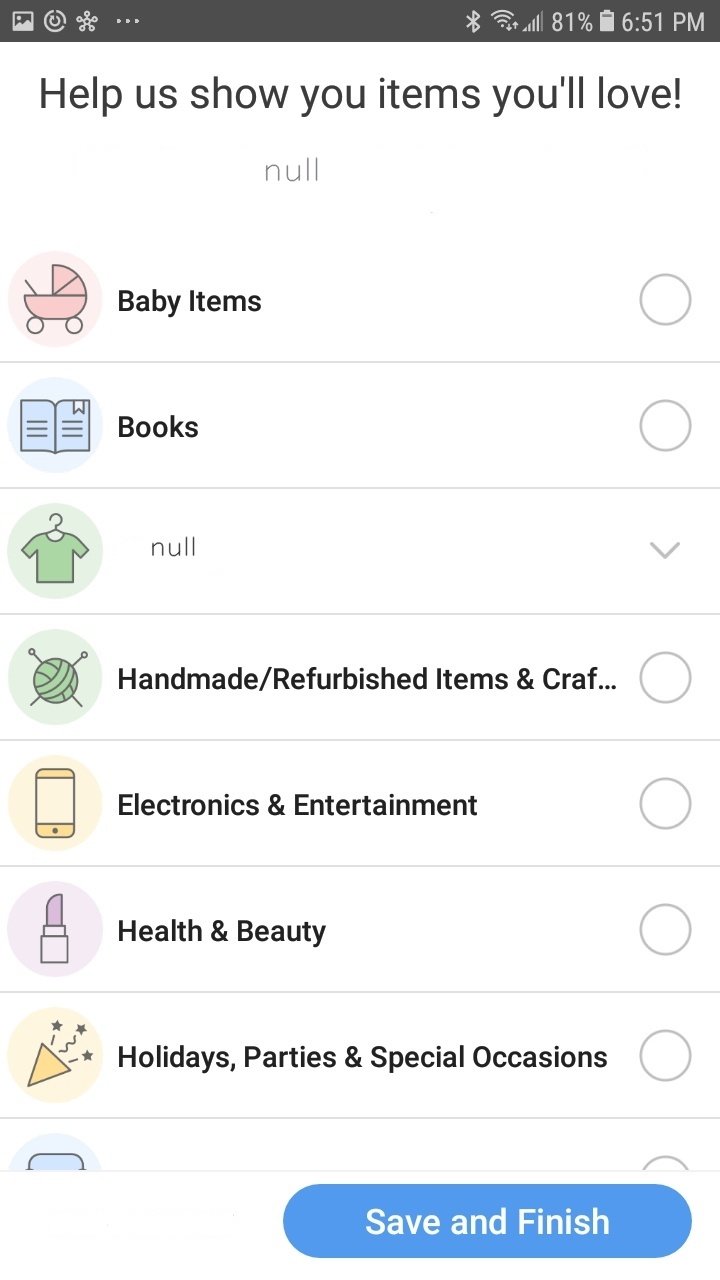 81% 6:51 PM
Help us show you items you'll love!
null
Baby Items
Books
null
Handmade/Refurbished Items & Craf...
Electronics & Entertainment
Health & Beauty
Holidays, Parties & Special Occasions
Save and Finish